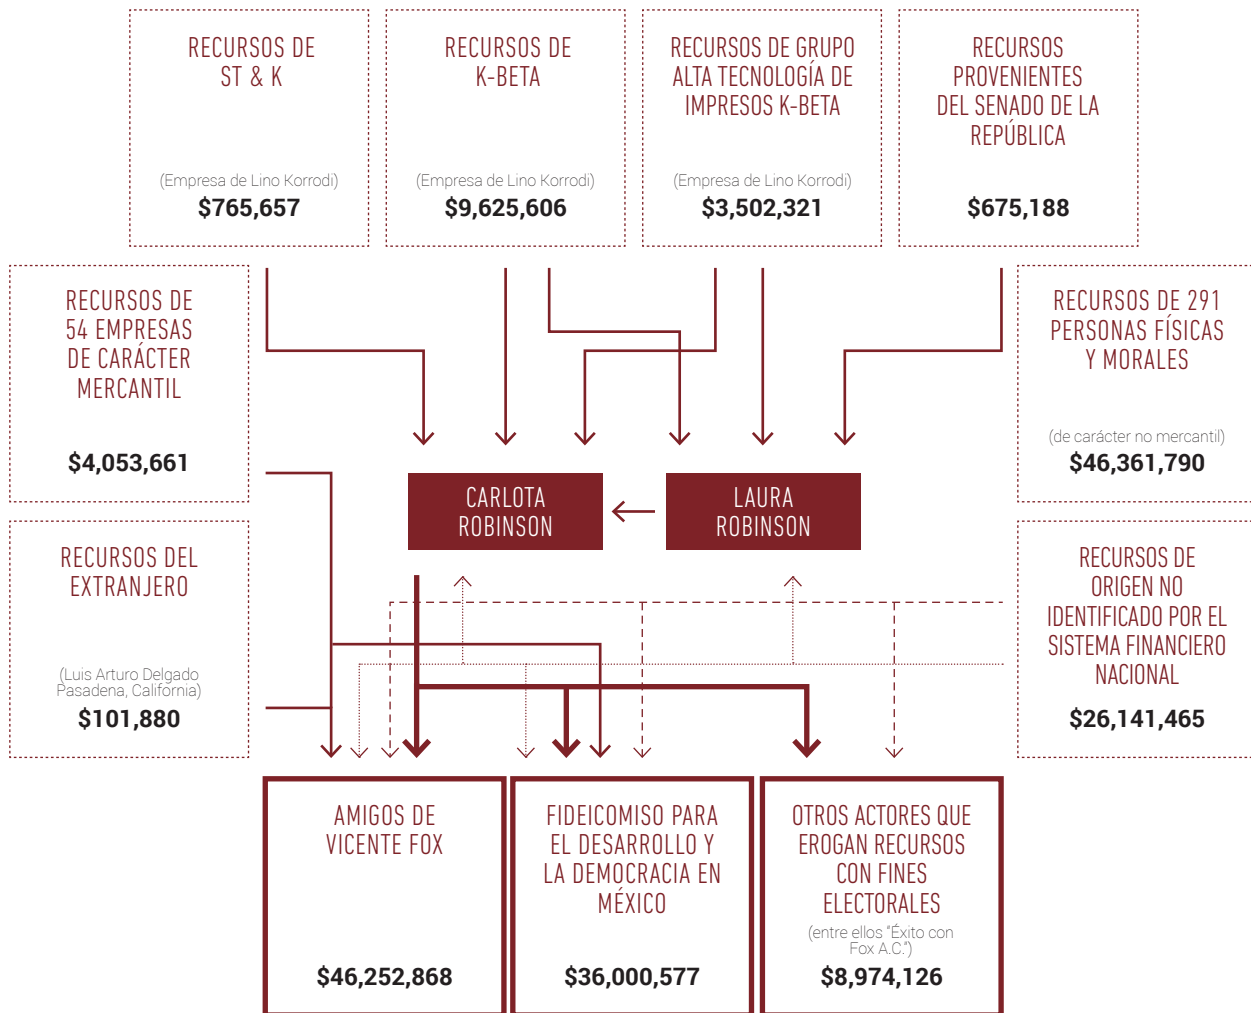 RECURSOS DE
ST & K
(Empresa de Lino Korrodi)
$765,657
RECURSOS DE
K-BETA
(Empresa de Lino Korrodi)
$9,625,606
RECURSOS DE GRUPO
ALTA TECNOLOGÍA DE
IMPRESOS K-BETA
(Empresa de Lino Korrodi)
$3,502,321
RECURSOS
PROVENIENTES
DEL SENADO DE LA
REPÚBLICA
$675,188
RECURSOS DE
54 EMPRESAS
DE CARÁCTER
MERCANTIL
$4,053,661
RECURSOS DE 291
PERSONAS FÍSICAS
Y MORALES
(de carácter no mercantil)
$46,361,790
CARLOTA
ROBINSON
LAURA
ROBINSON
RECURSOS DEL
EXTRANJERO
(Luis Arturo Delgado
Pasadena, California)
$101,880
RECURSOS DE
ORIGEN NO
IDENTIFICADO POR EL
SISTEMA FINANCIERO
NACIONAL
$26,141,465
AMIGOS DE
VICENTE FOX
$46,252,868
FIDEICOMISO PARA
EL DESARROLLO Y
LA DEMOCRACIA EN
MÉXICO
$36,000,577
OTROS ACTORES QUE
EROGAN RECURSOS
CON FINES
ELECTORALES
(entre ellos “Éxito con
Fox A.C.”)
$8,974,126